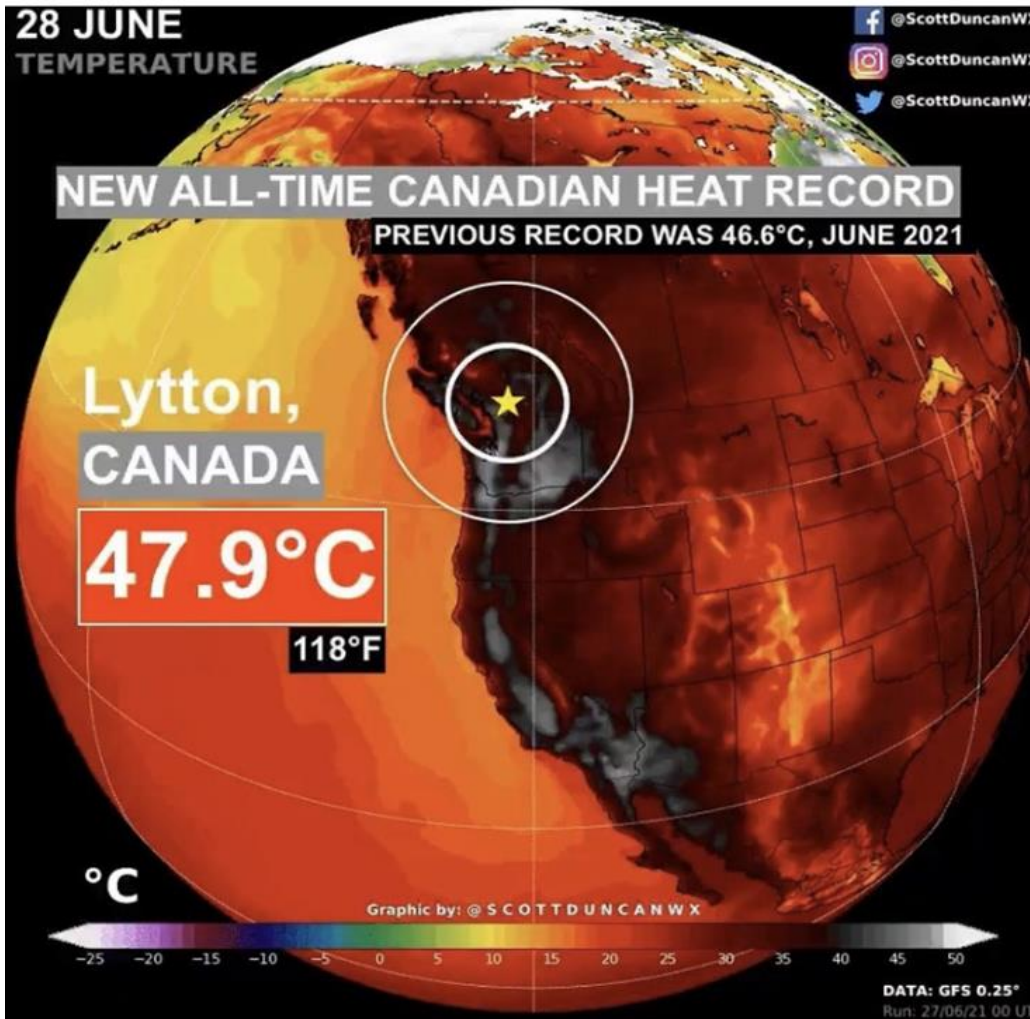 28 JUNE
TEMPERATURE
@ScottDuncanW
@ScottDuncanWX
@ScottDuncanWX
NEW ALL-TIME CANADIAN HEAT RECORD
PREVIOUS RECORD WAS 46.6°C, JUNE 2021
Lytton,
CANADA
47.9°C
118°F
°C
Graphic by: @SCOTTDUNCANWX
−25 −20 −15 −10 −5 0 5 10 15 20 25 30 35 40 45 50
DATA: GFS 0.25°
Run: 27/06/21 00 U